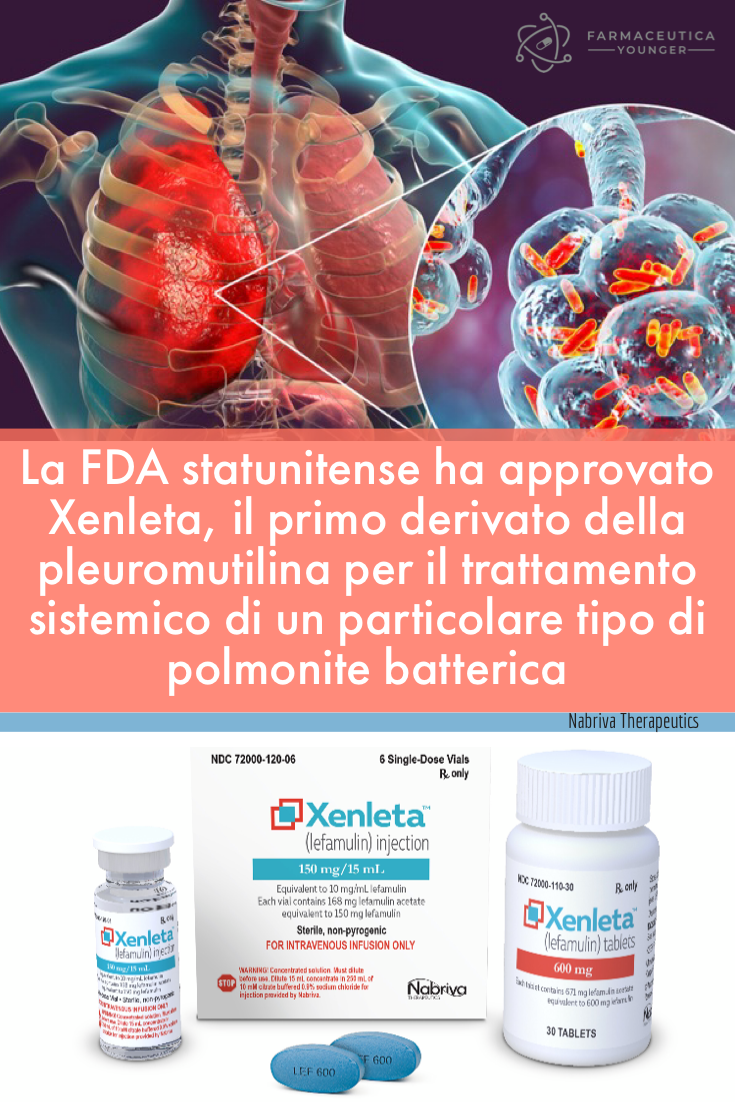 FARMACEUTICA
YOUNGER
La FDA statunitense ha approvato
Xenleta, il primo derivato della
pleuromutilina per il trattamento
sistemico di un particolare tipo di
polmonite batterica
Nabriva Therapeutics
NDC 72000-120-06
6 Single-Dose Vials
Rx only
Xenleta™
(lefamulin) injection
150 mg/15 mL
Equivalent to 10 mg/mL lefamulin
Each vial contains 168 mg lefamulin acetate
equivalent to 150 mg lefamulin
Sterile, non-pyrogenic
FOR INTRAVENOUS INFUSION ONLY
STOP
WARNING: Concentrated solution. Must dilute
before use. Dilute 15 mL concentrate in 250 mL of
10 mM citrate buffered 0.9% sodium chloride for
injection provided by Nabriva.
Nabriva
THERAPEUTICS
Rx only
Xenleta
(lefamulin) injection
150 mg/15 mL
NDC 72000-110-30
Rx only
Xenleta™
(lefamulin) tablets
600 mg
Each tablet contains 671 mg lefamulin acetate
equivalent to 600 mg lefamulin
30 TABLETS
LEF 600
EF 600